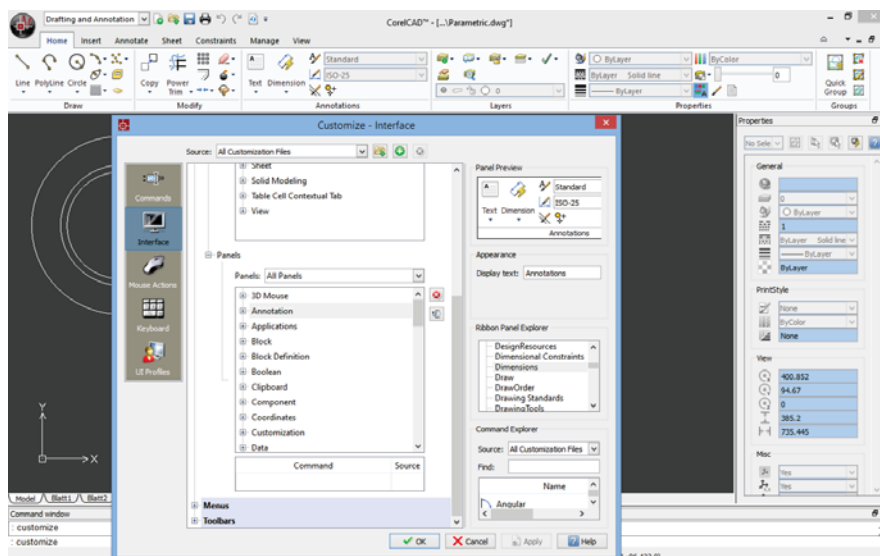 Drafting and Annotation
CorelCAD™ - [...\Parametric.dwg"]
Home Insert Annotate Sheet Constraints Manage View
Line PolyLine Circle
Copy Power Trim
Text Dimension
Standard
ISO-25
0
ByLayer
ByLayer Solid line
ByLayer
ByColor
0
Quick Group
Draw Modify Annotations Layers Properties Groups
Customize - Interface
Source: All Customization Files
Commands
Interface
Mouse Actions
Keyboard
UI Profiles
Sheet
Solid Modeling
Table Cell Contextual Tab
View
Panels
Panels: All Panels
3D Mouse
Annotation
Applications
Block
Block Definition
Boolean
Clipboard
Component
Coordinates
Customization
Data
Command Source
Menus
Toolbars
Panel Preview
Text Dimension
Standard
ISO-25
Annotations
Appearance
Display text: Annotations
Ribbon Panel Explorer
DesignResources
Dimensional Constraints
Dimensions
Draw
DrawOrder
Drawing Standards
DrawingTools
Command Explorer
Source: All Customization Files
Find:
Name
Angular
OK Cancel Apply Help
Properties
No Sele
General
0
ByLayer
1
ByLayer Solid line
ByLayer
ByLayer
PrintStyle
None
ByColor
None
View
400.852
94.67
0
385.2
735.445
Misc
Yes
Yes
Y
X
Model Blatt1 Blatt2
Command window
: customize
: customize